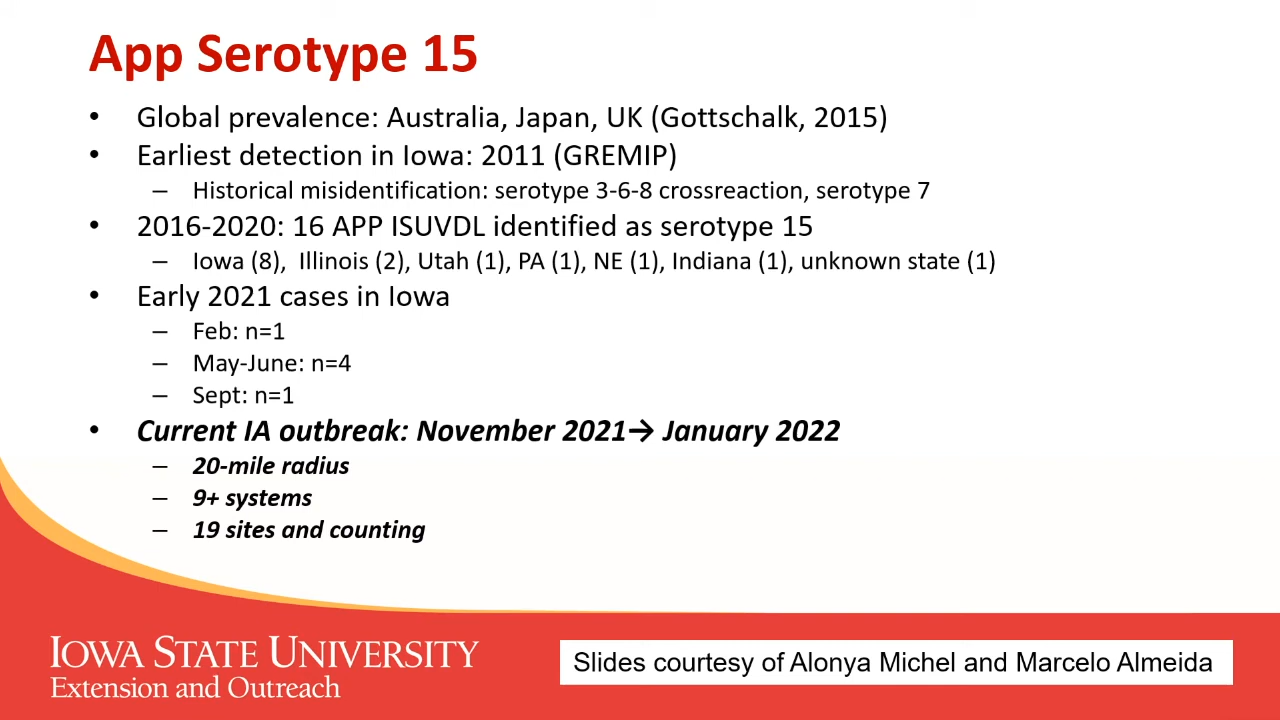 App Serotype 15
• Global prevalence: Australia, Japan, UK (Gottschalk, 2015)
• Earliest detection in Iowa: 2011 (GREMIP)
– Historical misidentification: serotype 3-6-8 crossreaction, serotype 7
• 2016-2020: 16 APP ISUVDL identified as serotype 15
– Iowa (8), Illinois (2), Utah (1), PA (1), NE (1), Indiana (1), unknown state (1)
• Early 2021 cases in Iowa
– Feb: n=1
– May-June: n=4
– Sept: n=1
• Current IA outbreak: November 2021→ January 2022
– 20-mile radius
– 9+ systems
– 19 sites and counting
IOWA STATE UNIVERSITY
Extension and Outreach
Slides courtesy of Alonya Michel and Marcelo Almeida